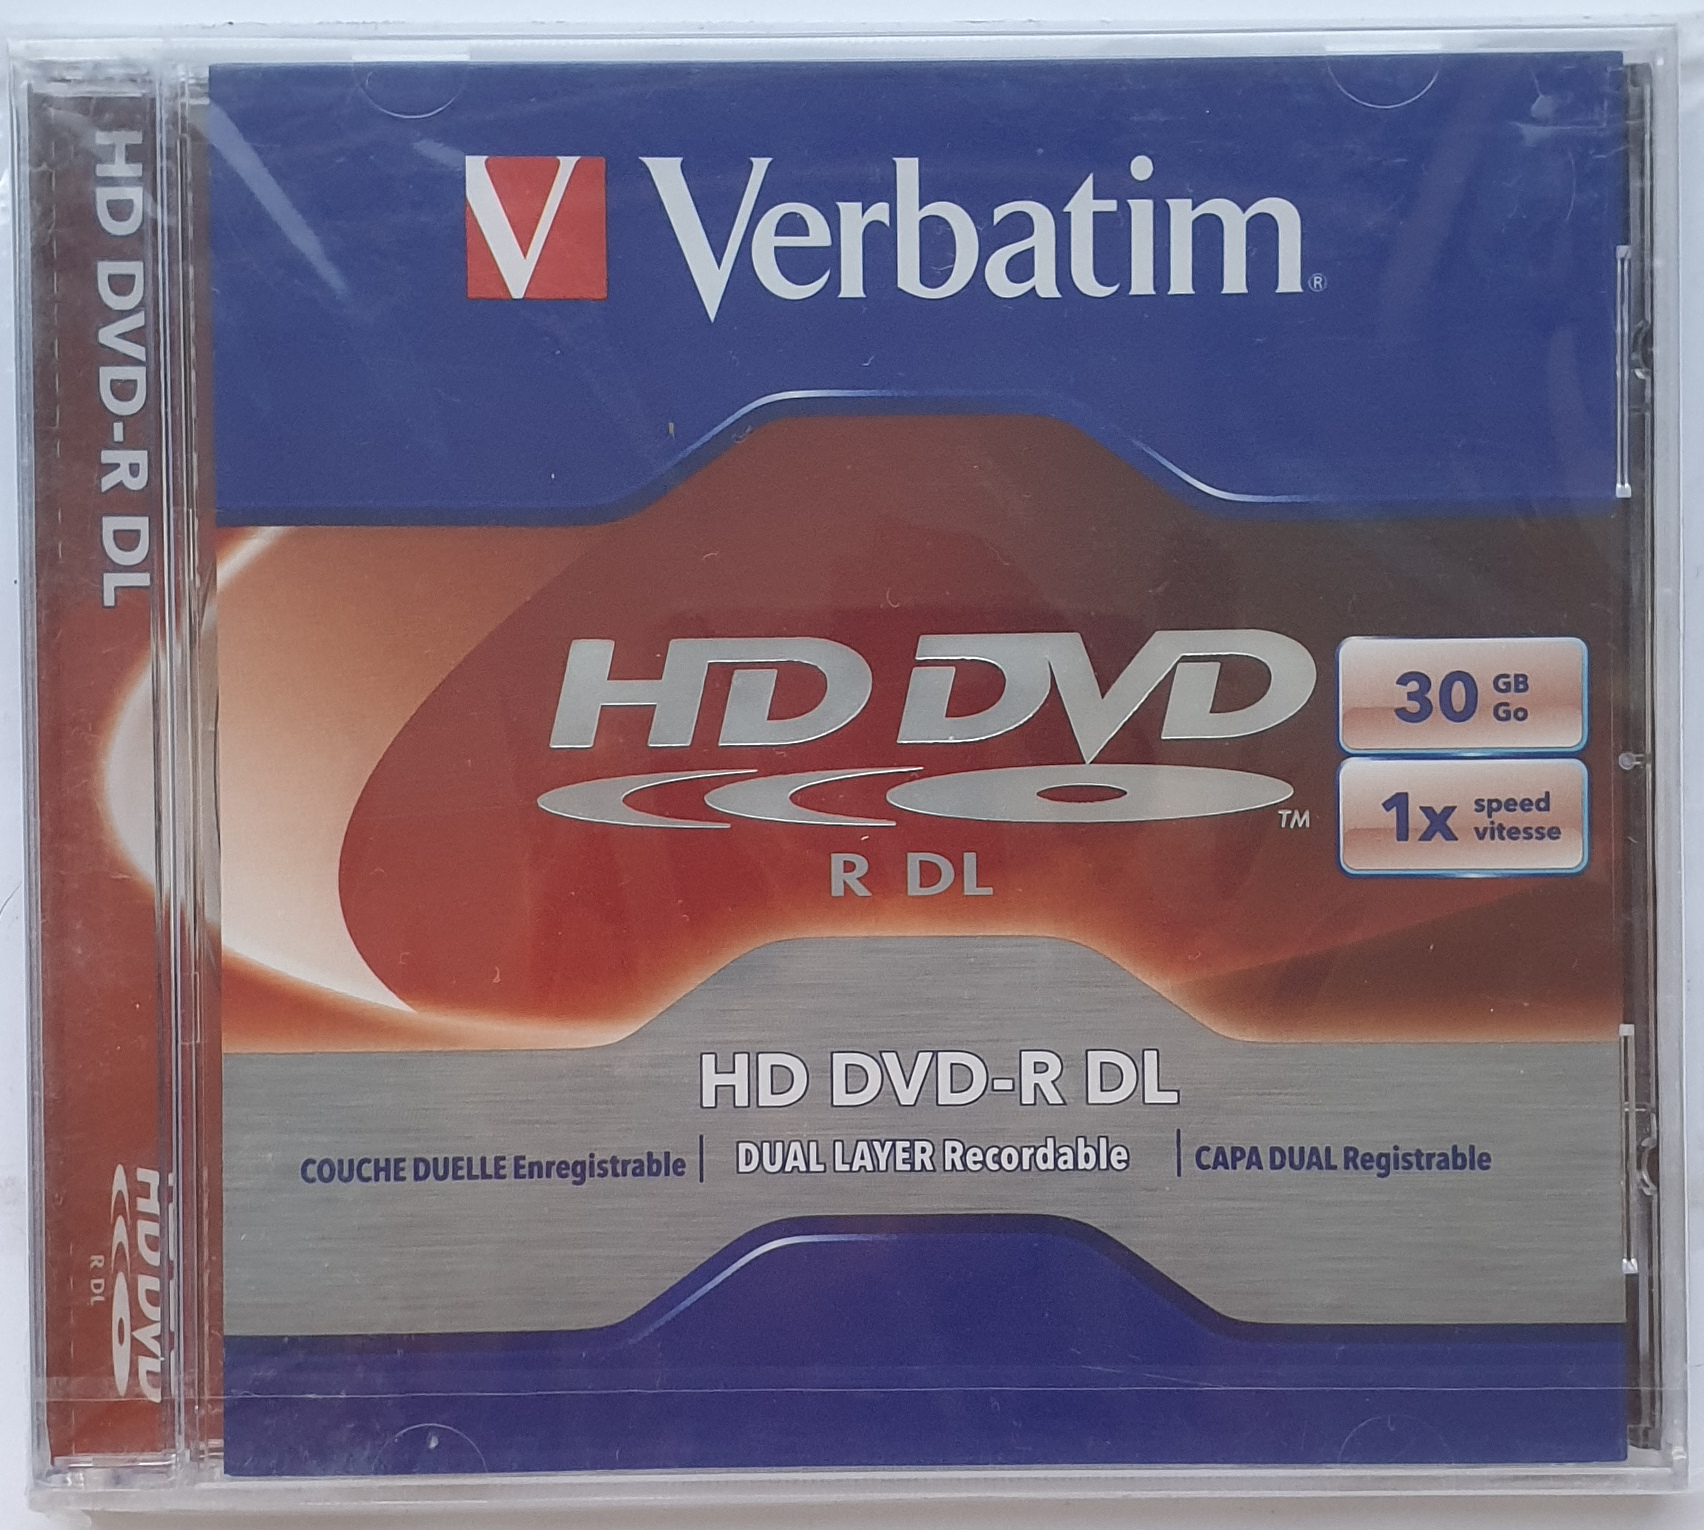 HD DVD-R DL
HD DVD
R DL
V Verbatim®
HD DVD
TM
R DL
30 GB
Go
1x speed
vitesse
HD DVD-R DL
COUCHE DUELLE Enregistrable | DUAL LAYER Recordable | CAPA DUAL Registrable